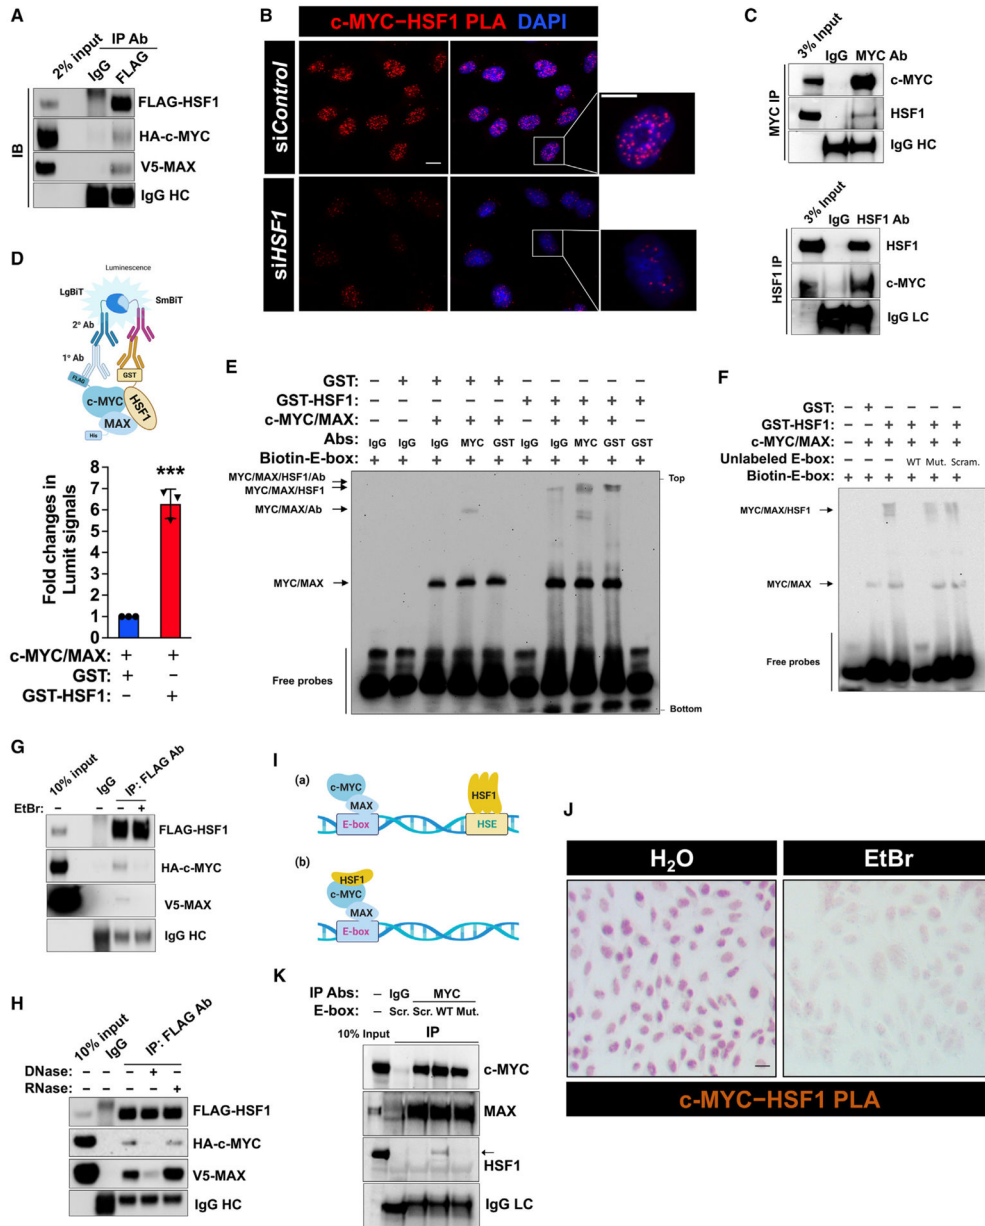 A
2% input
IP Ab
IgG
FLAG
FLAG-HSF1
HA-c-MYC
V5-MAX
IgG HC
IB
B
c-MYC–HSF1 PLA DAPI
siControl
siHSF1
C
3% Input
IgG MYC Ab
c-MYC
HSF1
IgG HC
MYC IP
3% Input
IgG HSF1 Ab
HSF1
c-MYC
IgG LC
HSF1 IP
D
Luminescence
LgBiT
SmBiT
2° Ab
1° Ab
FLAG
GST
c-MYC
HSF1
MAX
His
Fold changes in
Lumit signals
8
7
6
5
4
3
2
1
0
***
c-MYC/MAX: + +
GST: + –
GST-HSF1: – +
E
GST: – + + + + – – – – –
GST-HSF1: – – – – – + + + + +
c-MYC/MAX: – – + + + – + + + –
Abs: IgG IgG IgG MYC GST IgG IgG MYC GST GST
Biotin-E-box: + + + + + + + + + +
MYC/MAX/HSF1/Ab
MYC/MAX/HSF1
MYC/MAX/Ab
MYC/MAX
Free probes
Top
Bottom
F
GST: – + – – – –
GST-HSF1: – – + + + +
c-MYC/MAX: – + + + + +
Unlabeled E-box: – – – WT Mut. Scram.
Biotin-E-box: + + + + + +
MYC/MAX/HSF1
MYC/MAX
Free probes
G
10% input
IgG
IP: FLAG Ab
EtBr: – – – +
FLAG-HSF1
HA-c-MYC
V5-MAX
IgG HC
H
10% input
IgG
IP: FLAG Ab
DNase: – – – + –
RNase: – – – – +
FLAG-HSF1
HA-c-MYC
V5-MAX
IgG HC
I
(a)
c-MYC
MAX
E-box
HSF1
HSE
(b)
HSF1
c-MYC
MAX
E-box
J
H₂O
EtBr
c-MYC–HSF1 PLA
K
IP Abs: – IgG MYC
E-box: – Scr. Scr. WT Mut.
10% Input
IP
c-MYC
MAX
HSF1
IgG LC